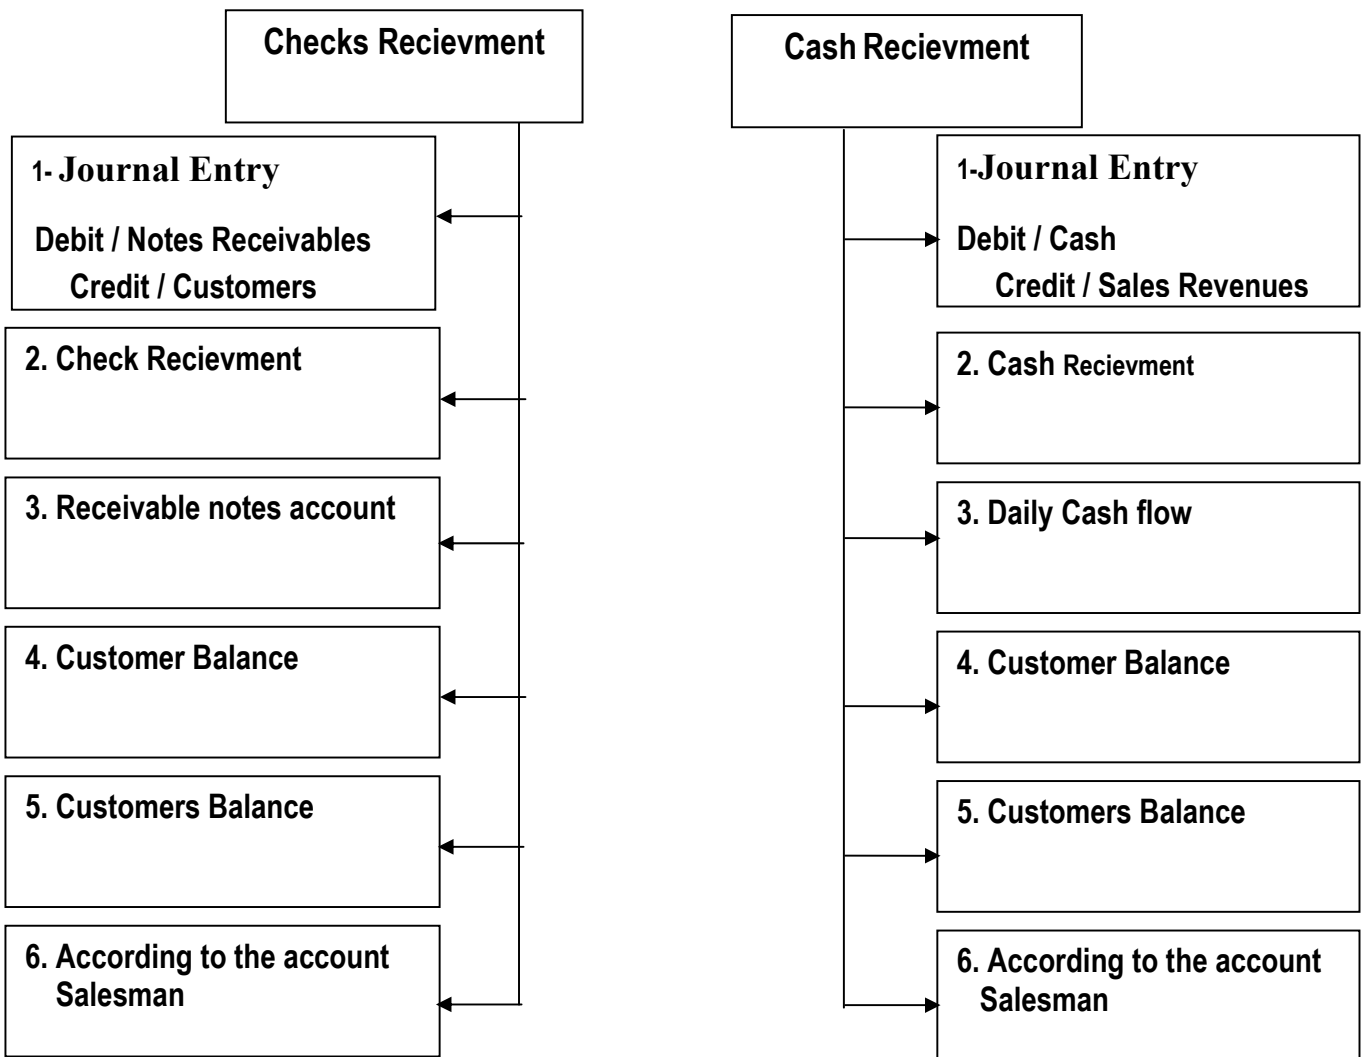 Checks Recievment
1- Journal Entry
Debit / Notes Receivables
Credit / Customers
2. Check Recievment
3. Receivable notes account
4. Customer Balance
5. Customers Balance
6. According to the account
Salesman
Cash Recievment
1-Journal Entry
Debit / Cash
Credit / Sales Revenues
2. Cash Recievment
3. Daily Cash flow
4. Customer Balance
5. Customers Balance
6. According to the account
Salesman